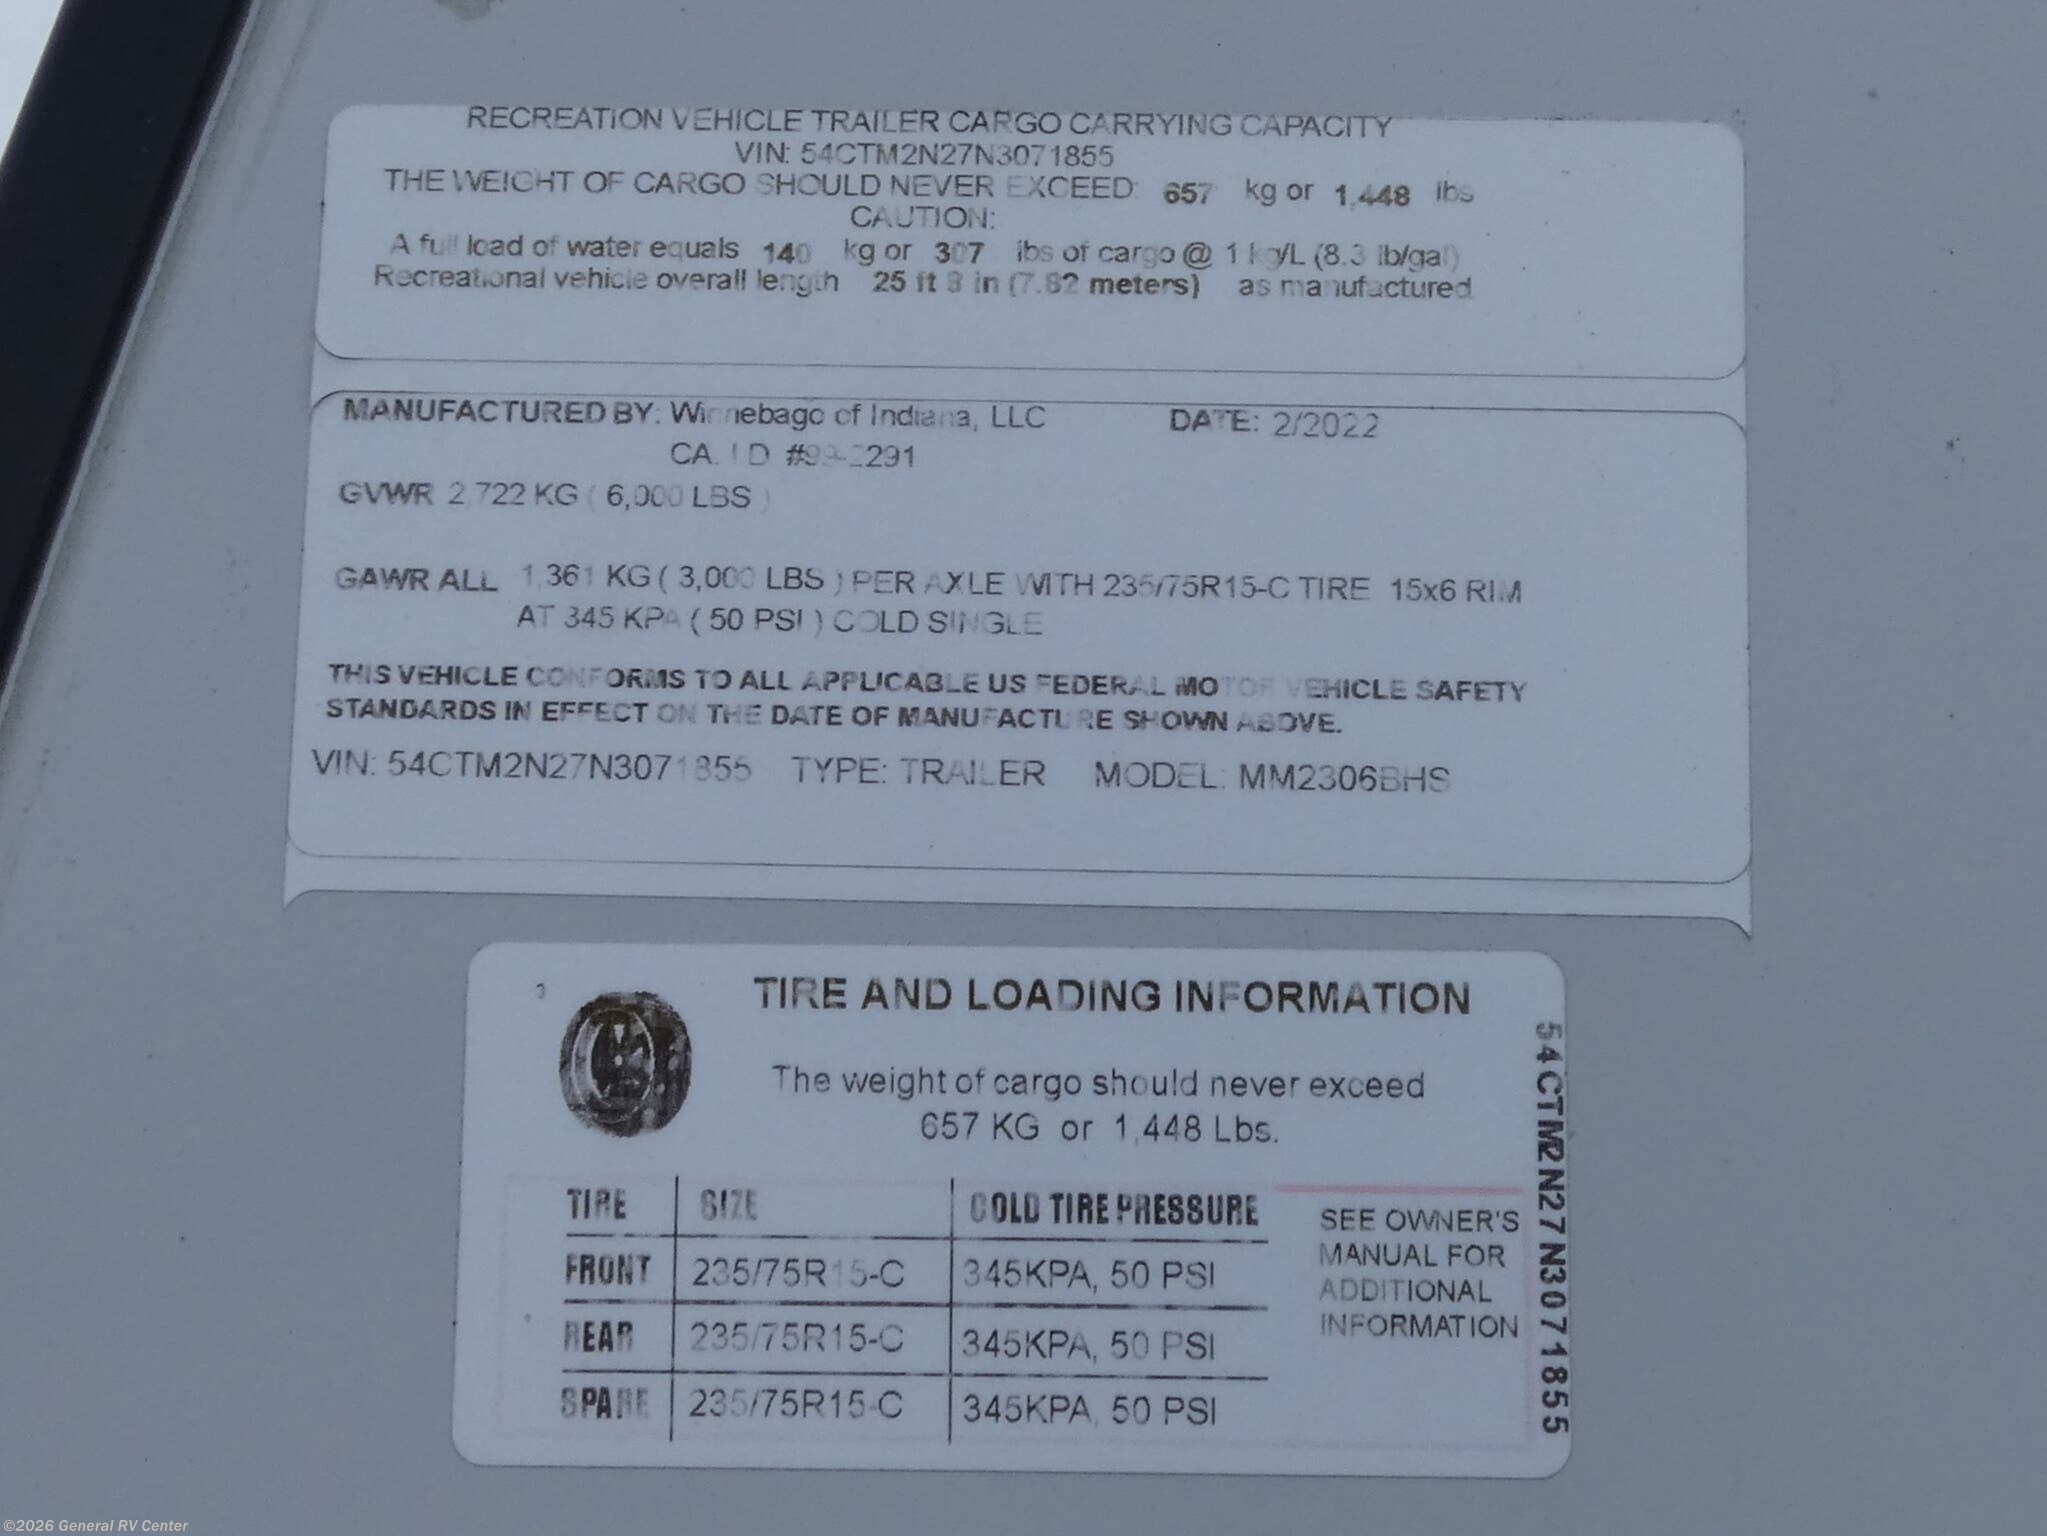 RECREATION VEHICLE TRAILER CARGO CARRYING CAPACITY
VIN: 54CTM2N27N3071855
THE WEIGHT OF CARGO SHOULD NEVER EXCEED: 657 kg or 1,448 lbs
CAUTION:
A full load of water equals 140 kg or 307 lbs of cargo @ 1 kg/L (8.3 lb/gal)
Recreational vehicle overall length 25 ft 8 in (7.82 meters) as manufactured
MANUFACTURED BY: Winnebago of Indiana, LLC DATE: 2/2022
CA. I D #99-2291
GVWR 2,722 KG ( 6,000 LBS )
GAWR ALL 1,361 KG ( 3,000 LBS ) PER AXLE WITH 235/75R15-C TIRE 15x6 RIM
AT 345 KPA ( 50 PSI ) COLD SINGLE
THIS VEHICLE CONFORMS TO ALL APPLICABLE US FEDERAL MOTOR VEHICLE SAFETY
STANDARDS IN EFFECT ON THE DATE OF MANUFACTURE SHOWN ABOVE.
VIN: 54CTM2N27N3071855 TYPE: TRAILER MODEL: MM2306BHS
3
TIRE AND LOADING INFORMATION
The weight of cargo should never exceed
657 KG or 1,448 Lbs.
TIRE SIZE COLD TIRE PRESSURE
FRONT 235/75R15-C 345KPA, 50 PSI
REAR 235/75R15-C 345KPA, 50 PSI
SPARE 235/75R15-C 345KPA, 50 PSI
SEE OWNER'S
MANUAL FOR
ADDITIONAL
INFORMATION
54CTM2N27N3071855
©2026 General RV Center